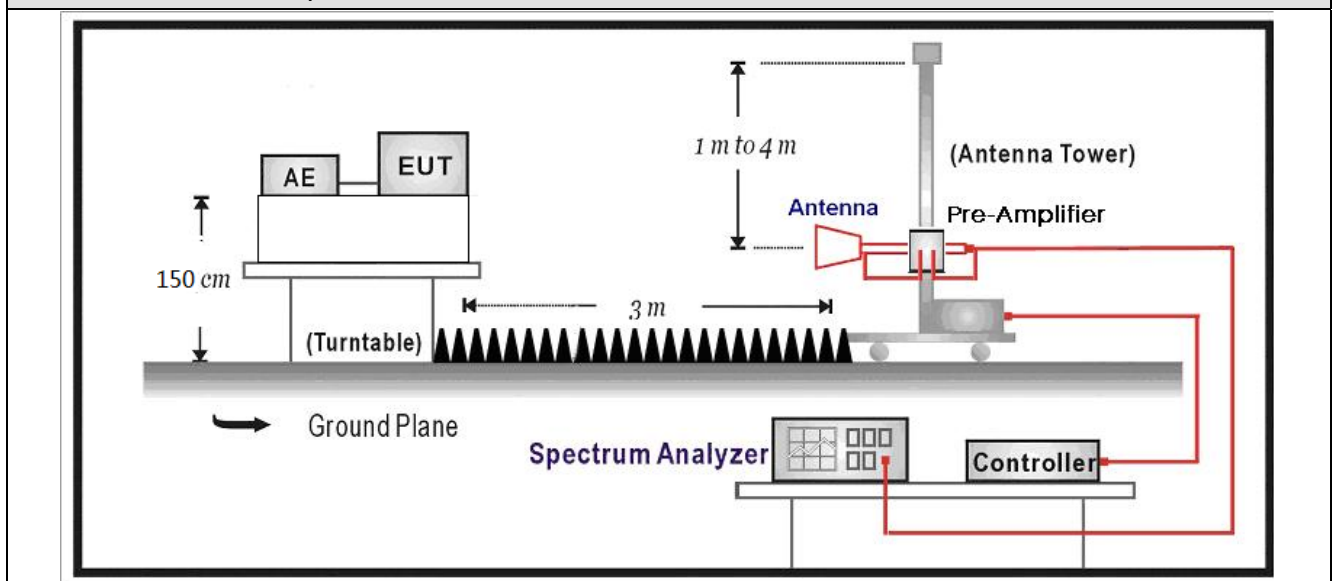 AE
EUT
1 m to 4 m
(Antenna Tower)
Antenna
Pre-Amplifier
150 cm
3 m
(Turntable)
Ground Plane
Spectrum Analyzer
Controller